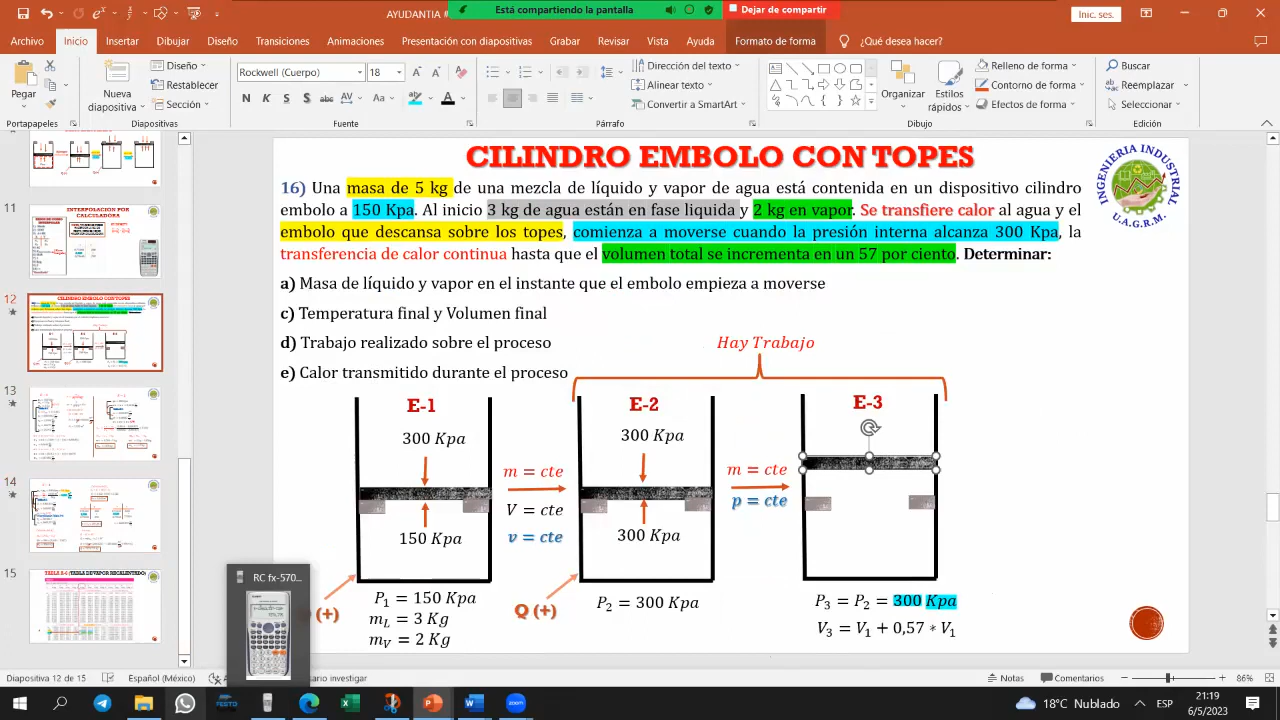 AYUDANTIA #
Está compartiendo la pantalla
Dejar de compartir
Inic. ses.
Archivo Inicio Insertar Dibujar Diseño Transiciones Animaciones Presentación con diapositivas Grabar Revisar Vista Ayuda Formato de forma ¿Qué desea hacer?
Pegar
Nueva diapositiva
Diseño
Restablecer
Sección
Rockwell (Cuerpo) 18
N K S S abc
Dirección del texto
Alinear texto
Convertir a SmartArt
Organizar
Estilos rápidos
Relleno de forma
Contorno de forma
Efectos de forma
Buscar
Reemplazar
Seleccionar
Portapapeles Diapositivas Fuente Párrafo Dibujo Edición
11
12
13
14
15
INTERPOLACION POR CALCULADORA
CILINDRO EMBOLO CON TOPES
16) Una masa de 5 kg de una mezcla de líquido y vapor de agua está contenida en un dispositivo cilindro
embolo a 150 Kpa. Al inicio 3 kg de agua están en fase liquida y 2 kg en vapor. Se transfiere calor al agua y el
embolo que descansa sobre los topes, comienza a moverse cuando la presión interna alcanza 300 Kpa, la
transferencia de calor continua hasta que el volumen total se incrementa en un 57 por ciento. Determinar:
a) Masa de líquido y vapor en el instante que el embolo empieza a moverse
c) Temperatura final y Volumen final
d) Trabajo realizado sobre el proceso
e) Calor transmitido durante el proceso
Hay Trabajo
E-1
E-2
E-3
300 Kpa
300 Kpa
m = cte
V = cte
v = cte
m = cte
p = cte
150 Kpa
300 Kpa
Q (+)
P1 = 150 Kpa
mL = 3 Kg
mV = 2 Kg
P2 = 300 Kpa
P3 = P2 = 300 Kpa
V3 = V1 + 0,57 * V1
INGENIERIA INDUSTRIAL
U.A.G.R.M.
RC fx-570...
Diapositiva 12 de 15 Español (México) investigar
Notas Comentarios 86%
18°C Nublado ESP 21:19
6/5/2023